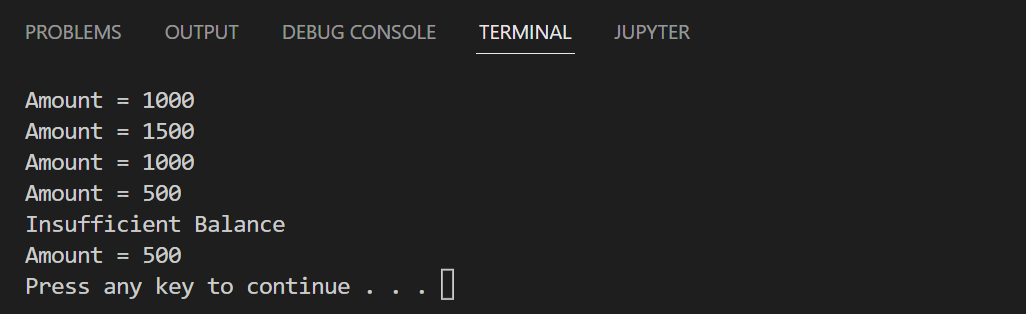 PROBLEMS OUTPUT DEBUG CONSOLE TERMINAL JUPYTER
Amount = 1000
Amount = 1500
Amount = 1000
Amount = 500
Insufficient Balance
Amount = 500
Press any key to continue . . .